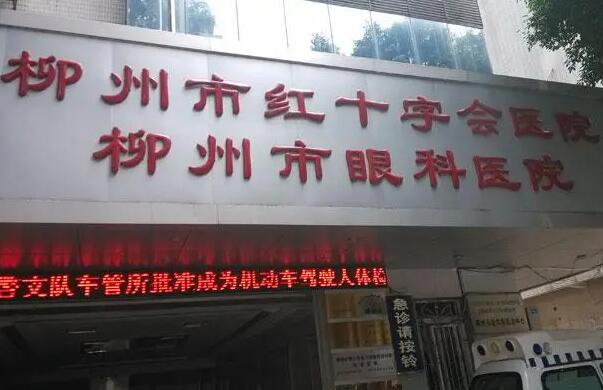 柳州市红十字会医院
柳州市眼科医院
警支队车管所批准成为机动车驾驶人体检
急诊请按铃